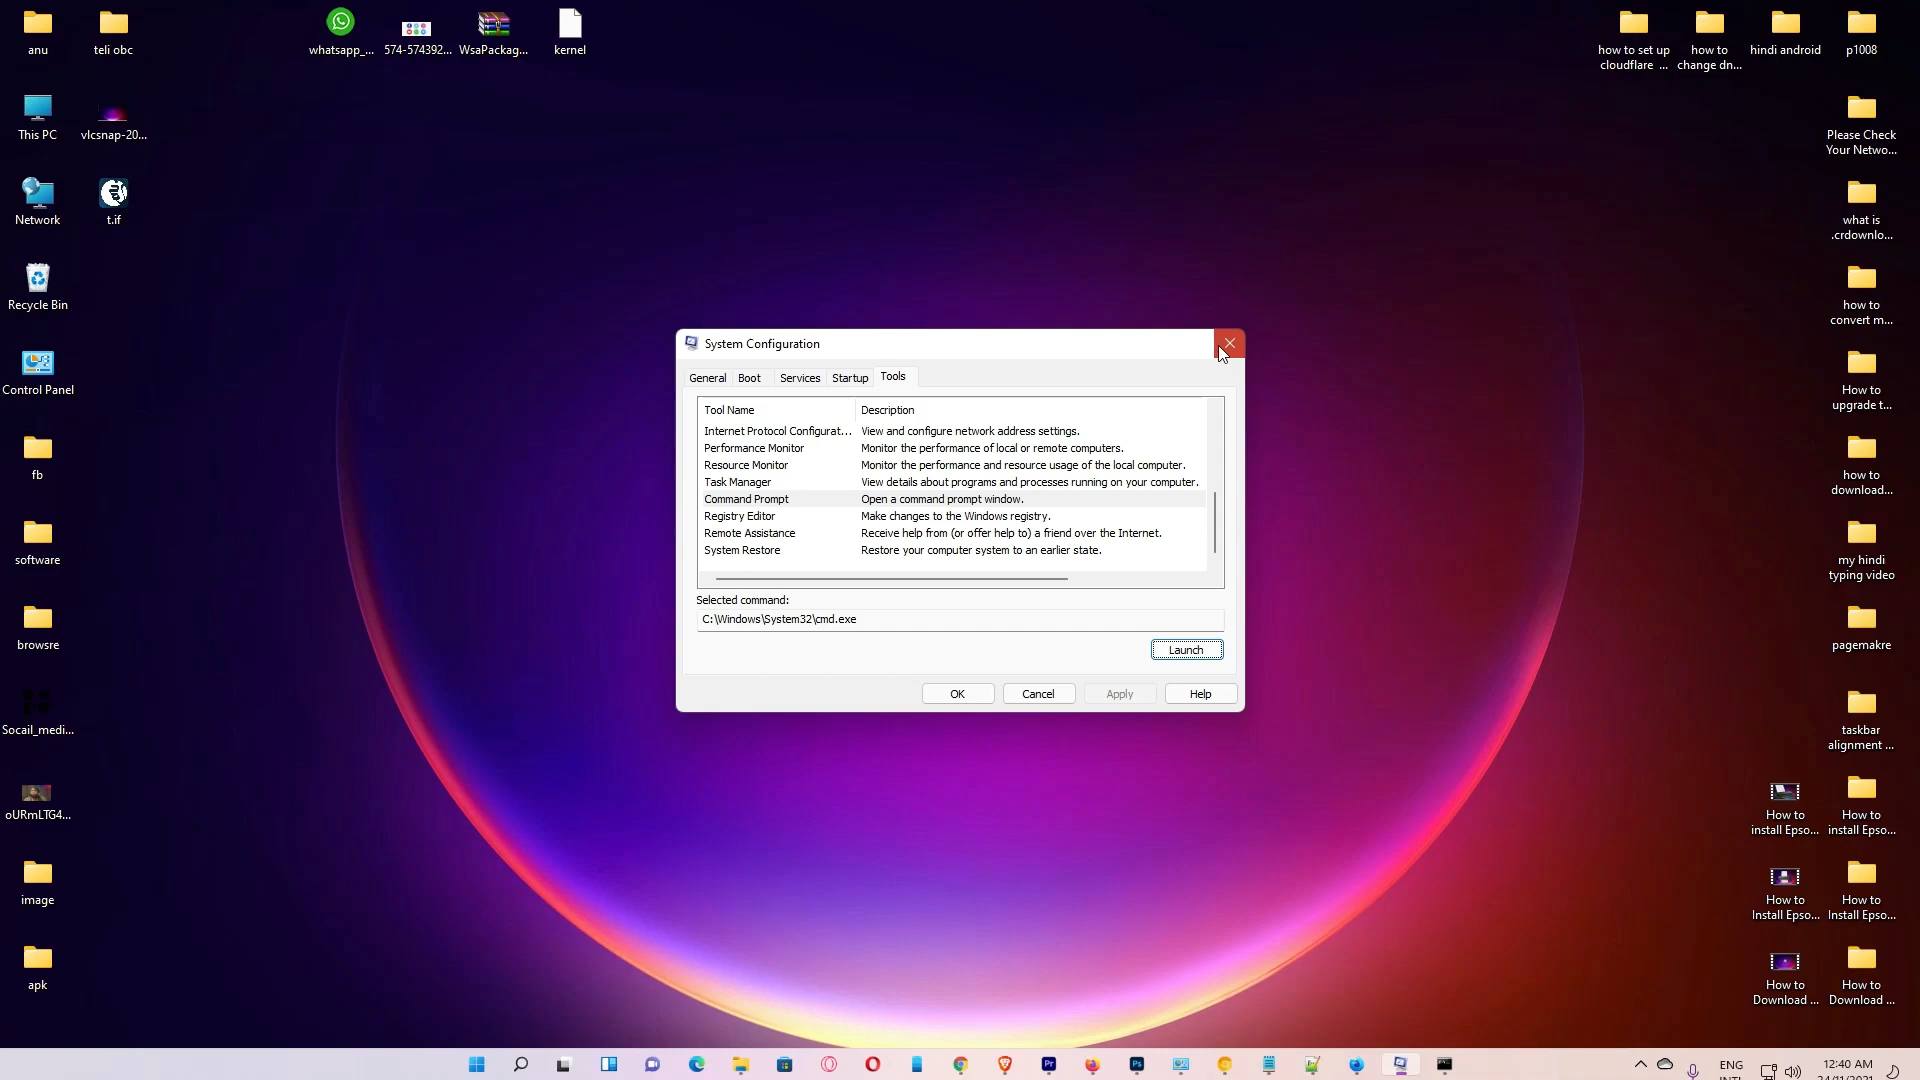 anu
teli obc
whatsapp_...
574-574392...
WsaPackag...
kernel
how to set up
cloudflare ...
how to
change dn...
hindi android
p1008
This PC
vlcsnap-20...
Please Check
Your Netwo...
Network
t.if
what is
.crdownlo...
Recycle Bin
how to
convert m...
Control Panel
How to
upgrade t...
fb
how to
download...
software
my hindi
typing video
browsre
pagemakre
Socail_medi...
taskbar
alignment ...
oURmLTG4...
How to
install Epso...
How to
install Epso...
image
How to
Install Epso...
How to
Install Epso...
apk
How to
Download ...
How to
Download ...
System Configuration
General
Boot
Services
Startup
Tools
Tool Name
Description
Internet Protocol Configurat...
View and configure network address settings.
Performance Monitor
Monitor the performance of local or remote computers.
Resource Monitor
Monitor the performance and resource usage of the local computer.
Task Manager
View details about programs and processes running on your computer.
Command Prompt
Open a command prompt window.
Registry Editor
Make changes to the Windows registry.
Remote Assistance
Receive help from (or offer help to) a friend over the Internet.
System Restore
Restore your computer system to an earlier state.
Selected command:
C:\Windows\System32\cmd.exe
Launch
OK
Cancel
Apply
Help
Pr
Ps
ENG
INTL
12:40 AM
24/11/2021